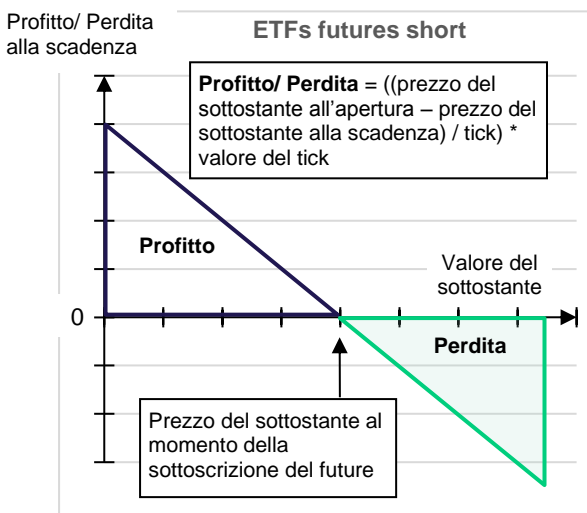 Profitto/ Perdita
alla scadenza
ETFs futures short
Profitto/ Perdita = ((prezzo del
sottostante all'apertura – prezzo del
sottostante alla scadenza) / tick) *
valore del tick
Profitto
Valore del
sottostante
0
Perdita
Prezzo del sottostante al
momento della
sottoscrizione del future